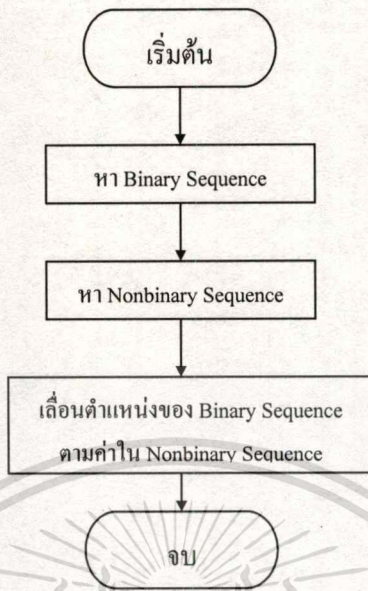 เริ่มต้น
หา Binary Sequence
หา Nonbinary Sequence
เลื่อนตำแหน่งของ Binary Sequence
ตามค่าใน Nonbinary Sequence
จบ